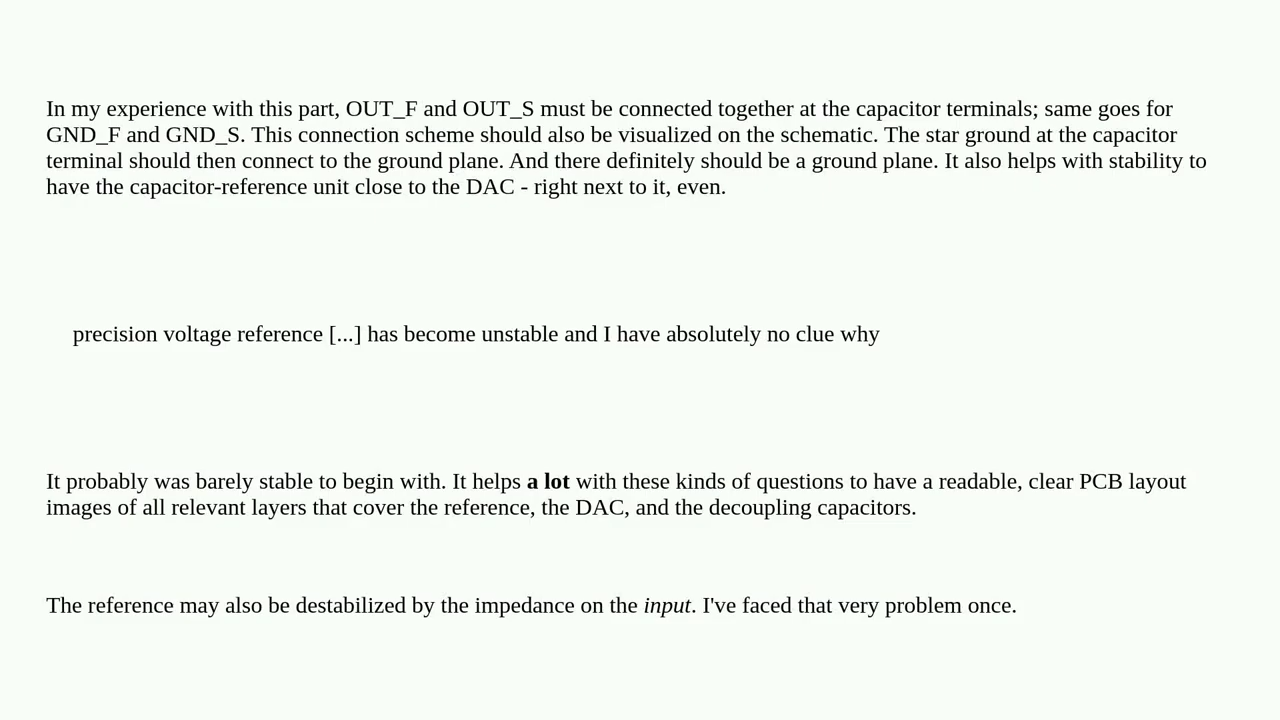 In my experience with this part, OUT_F and OUT_S must be connected together at the capacitor terminals; same goes for
GND_F and GND_S. This connection scheme should also be visualized on the schematic. The star ground at the capacitor
terminal should then connect to the ground plane. And there definitely should be a ground plane. It also helps with stability to
have the capacitor-reference unit close to the DAC - right next to it, even.
precision voltage reference [...] has become unstable and I have absolutely no clue why
It probably was barely stable to begin with. It helps a lot with these kinds of questions to have a readable, clear PCB layout
images of all relevant layers that cover the reference, the DAC, and the decoupling capacitors.
The reference may also be destabilized by the impedance on the input. I've faced that very problem once.